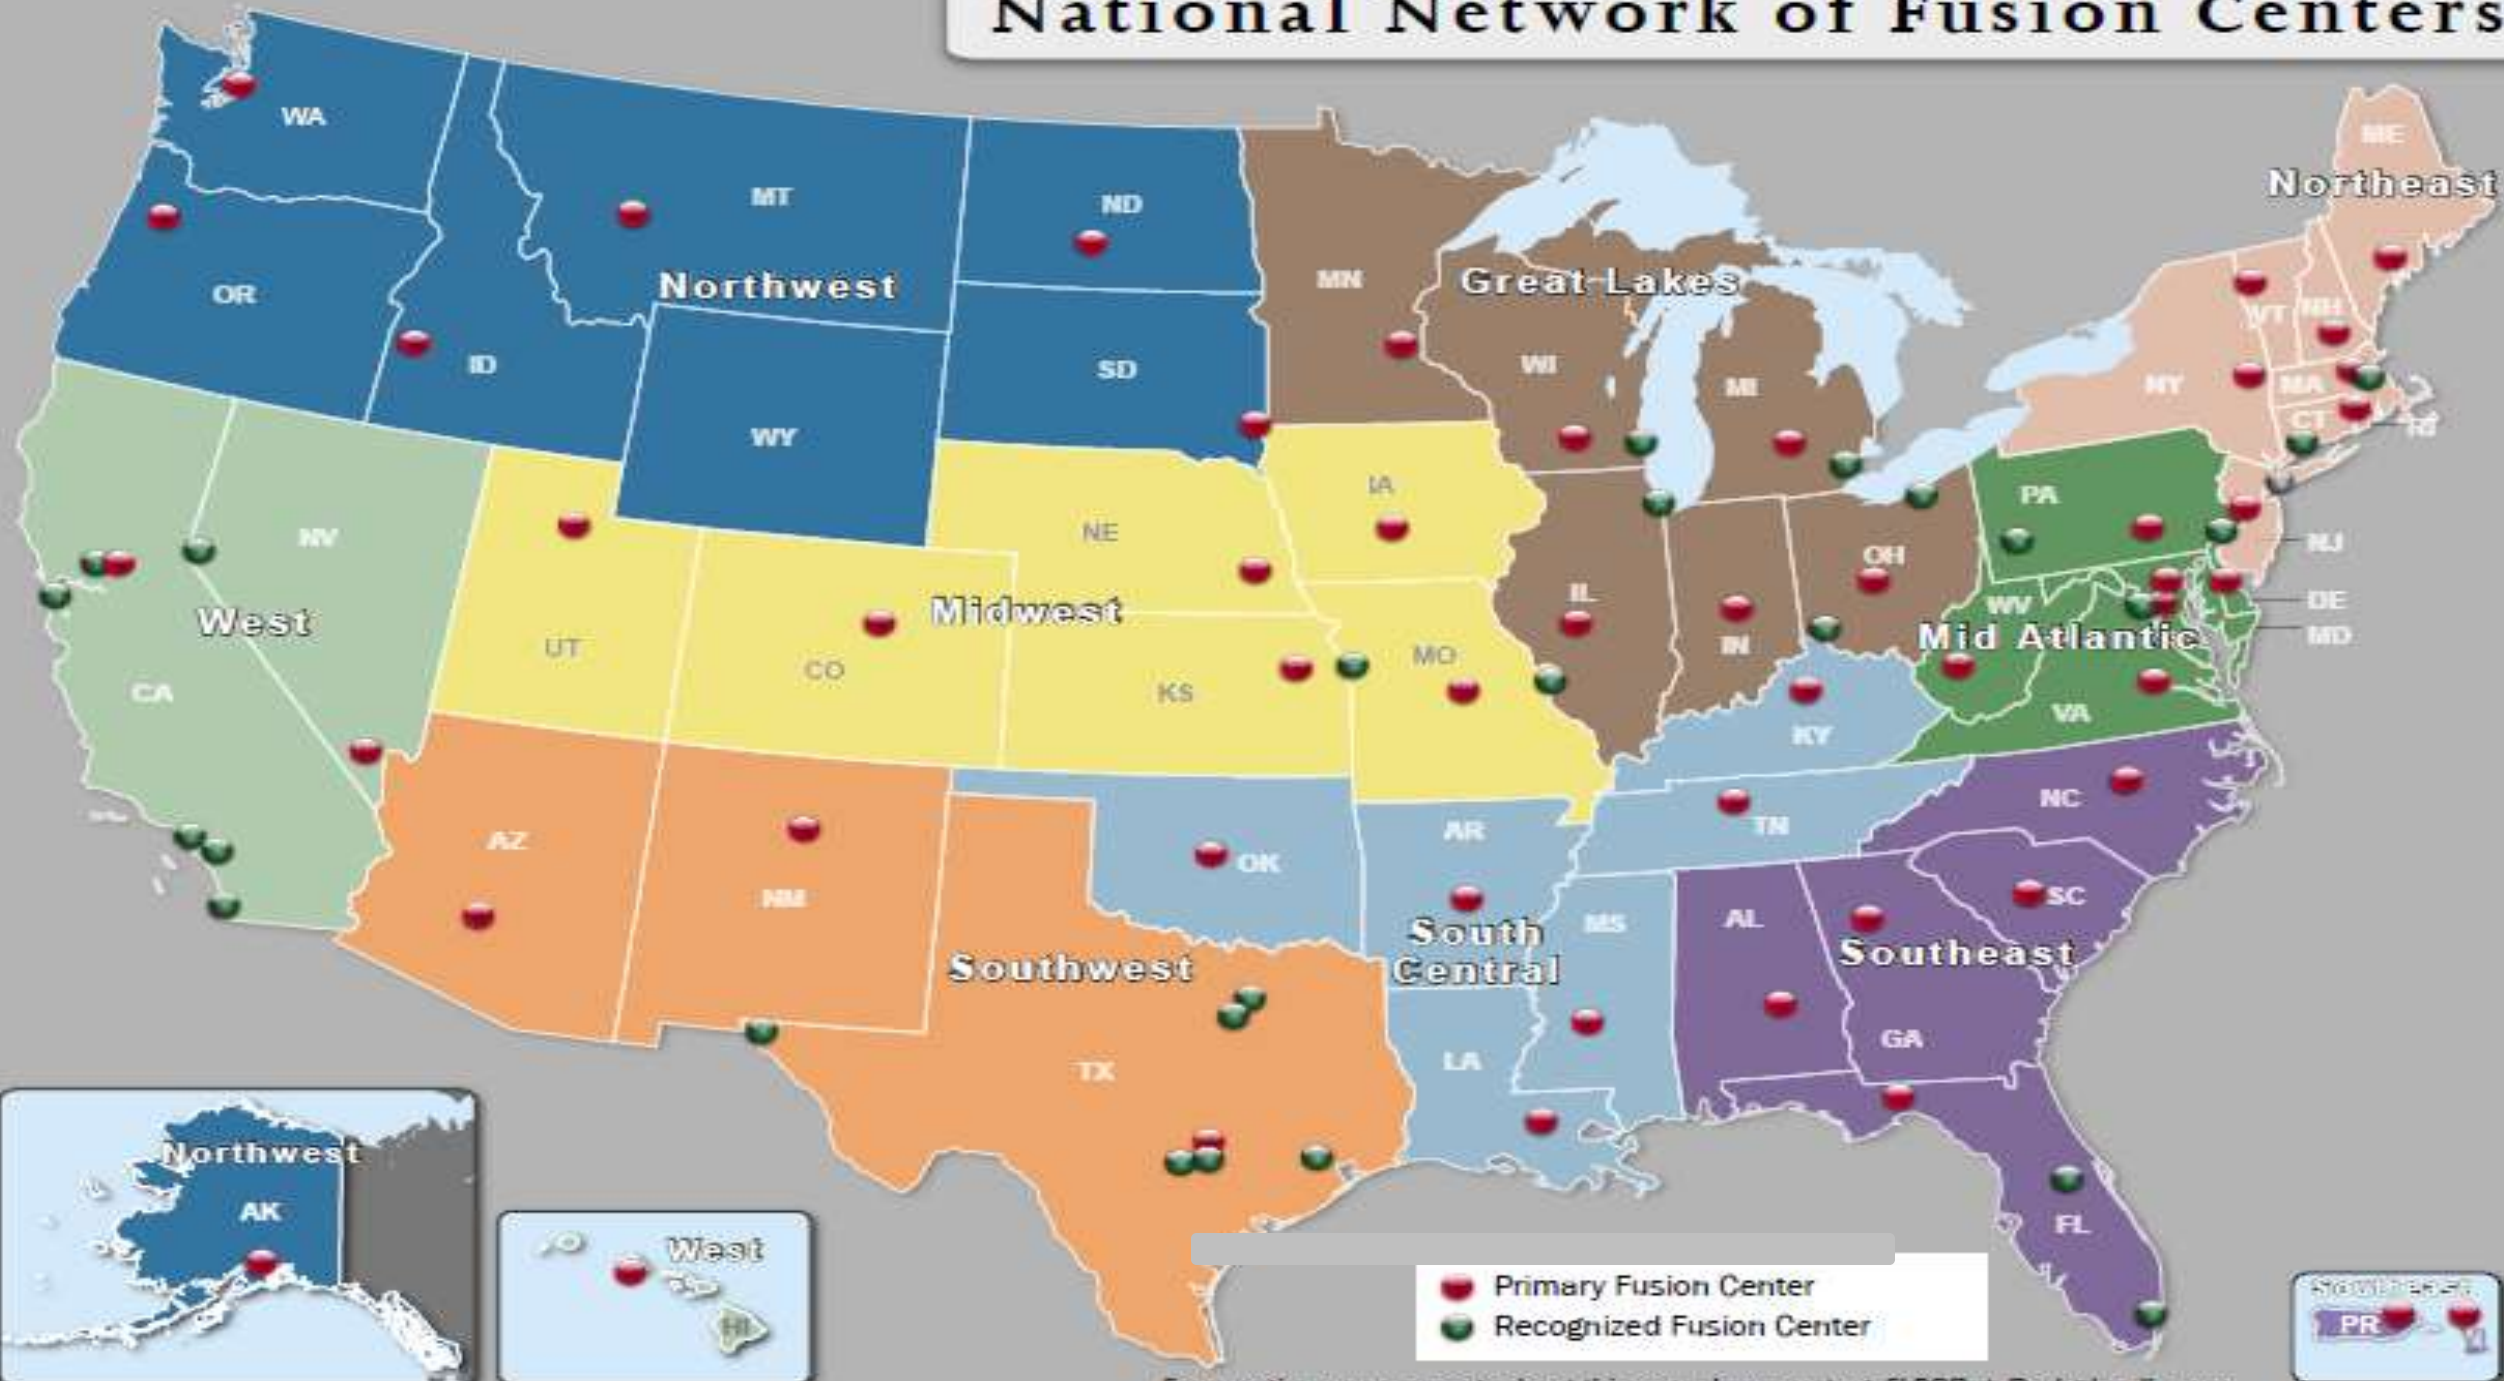 National Network of Fusion Centers
WA
MT
ND
ME
Northeast
OR
Northwest
MN
Great Lakes
VT
NH
ID
SD
WI
MI
NY
MA
WY
CT
RI
IA
PA
NE
NV
NJ
OH
West
Midwest
IL
WV
DE
UT
CO
MO
IN
Mid Atlantic
MD
CA
KS
VA
KY
AZ
OK
AR
TN
NC
NM
MS
AL
SC
Southwest
South
Central
Southeast
TX
LA
GA
Northwest
AK
West
HI
FL
Primary Fusion Center
Recognized Fusion Center
Southeast
PR